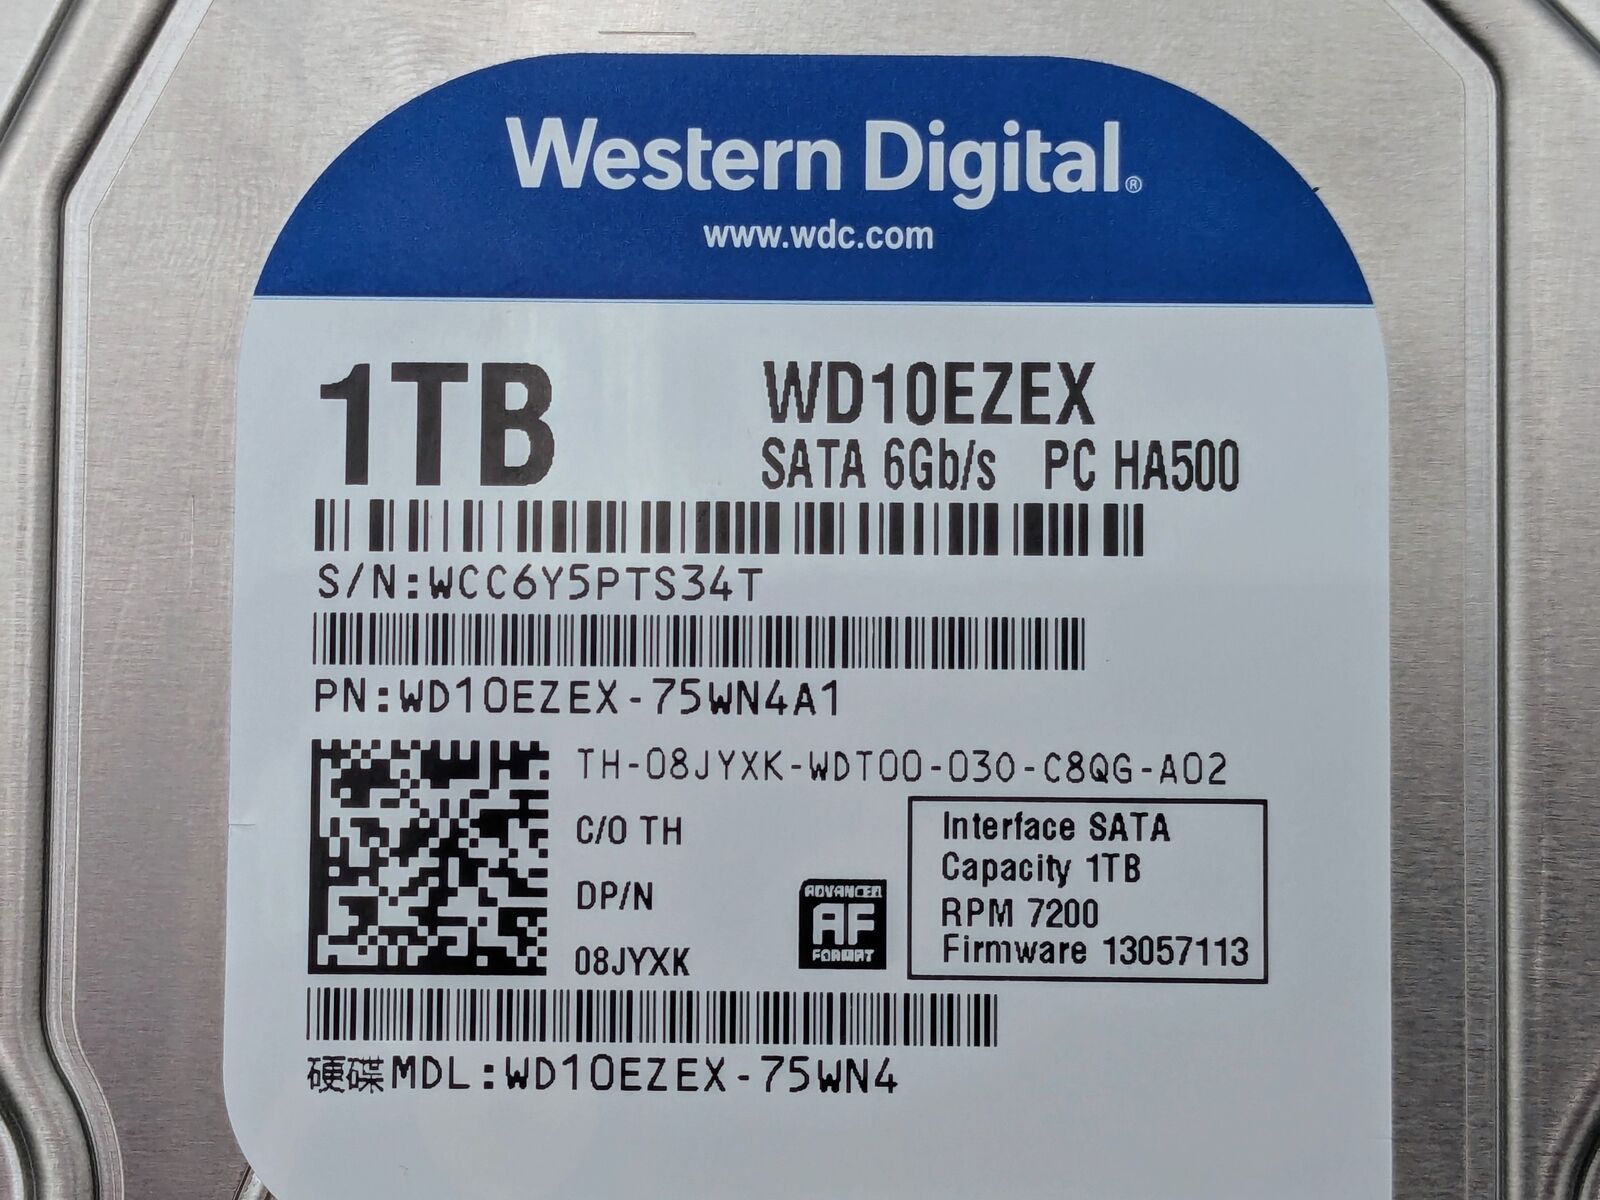 Western Digital®
www.wdc.com
1TB
WD10EZEX
SATA 6Gb/s PC HA500
S/N:WCC6Y5PTS34T
PN:WD10EZEX-75WN4A1
TH-08JYXK-WDT00-030-C8QG-A02
C/O TH
DP/N
08JYXK
ADVANCED
AF
FORMAT
Interface SATA
Capacity 1TB
RPM 7200
Firmware 13057113
硬碟MDL:WD10EZEX-75WN4